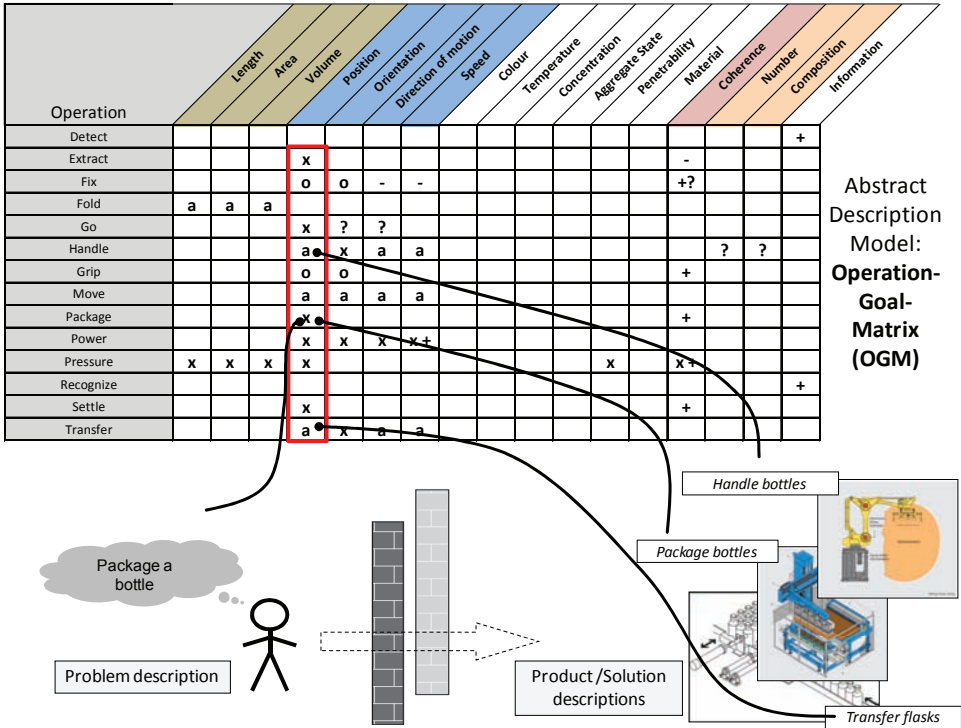 Length
Area
Volume
Position
Orientation
Direction of motion
Speed
Colour
Temperature
Concentration
Aggregate State
Penetrability
Material
Coherence
Number
Composition
Information
Operation
Detect +
Extract x -
Fix o o - - +?
Fold a a a
Go x ? ?
Handle a x a a ? ?
Grip o o +
Move a a a a
Package x +
Power x x x x+
Pressure x x x x x x+
Recognize +
Settle x +
Transfer a x a a
Abstract
Description
Model:
Operation-
Goal-
Matrix
(OGM)
Handle bottles
Package bottles
Package a
bottle
Problem description
Product /Solution
descriptions
Transfer flasks